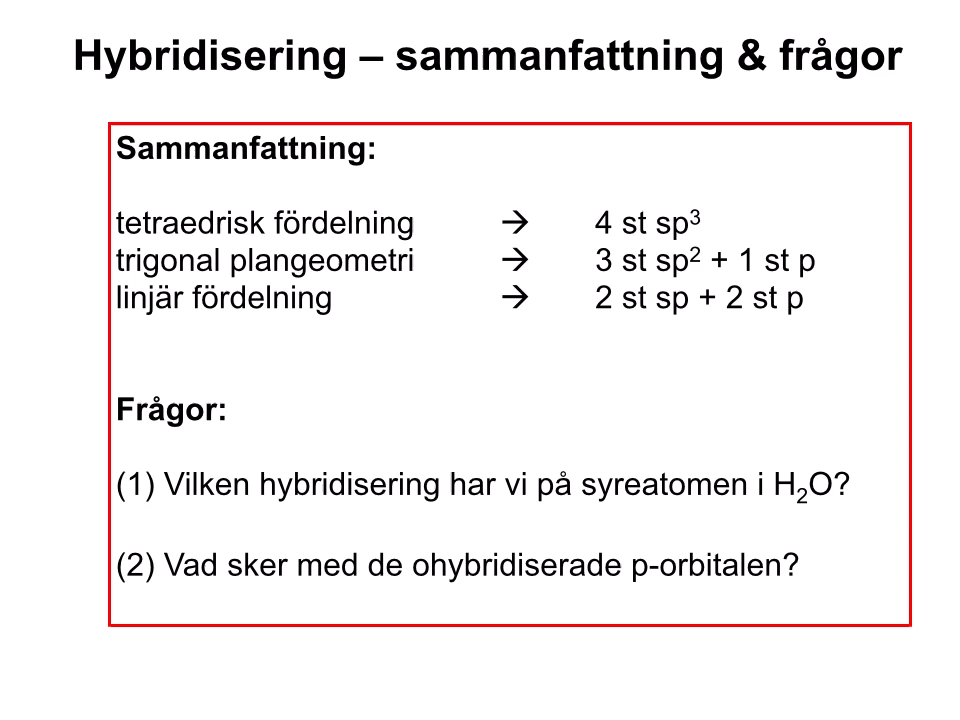 Hybridisering – sammanfattning & frågor
Sammanfattning:
tetraedrisk fördelning → 4 st sp³
trigonal plangeometri → 3 st sp² + 1 st p
linjär fördelning → 2 st sp + 2 st p
Frågor:
(1) Vilken hybridisering har vi på syreatomen i H₂O?
(2) Vad sker med de ohybridiserade p-orbitalen?